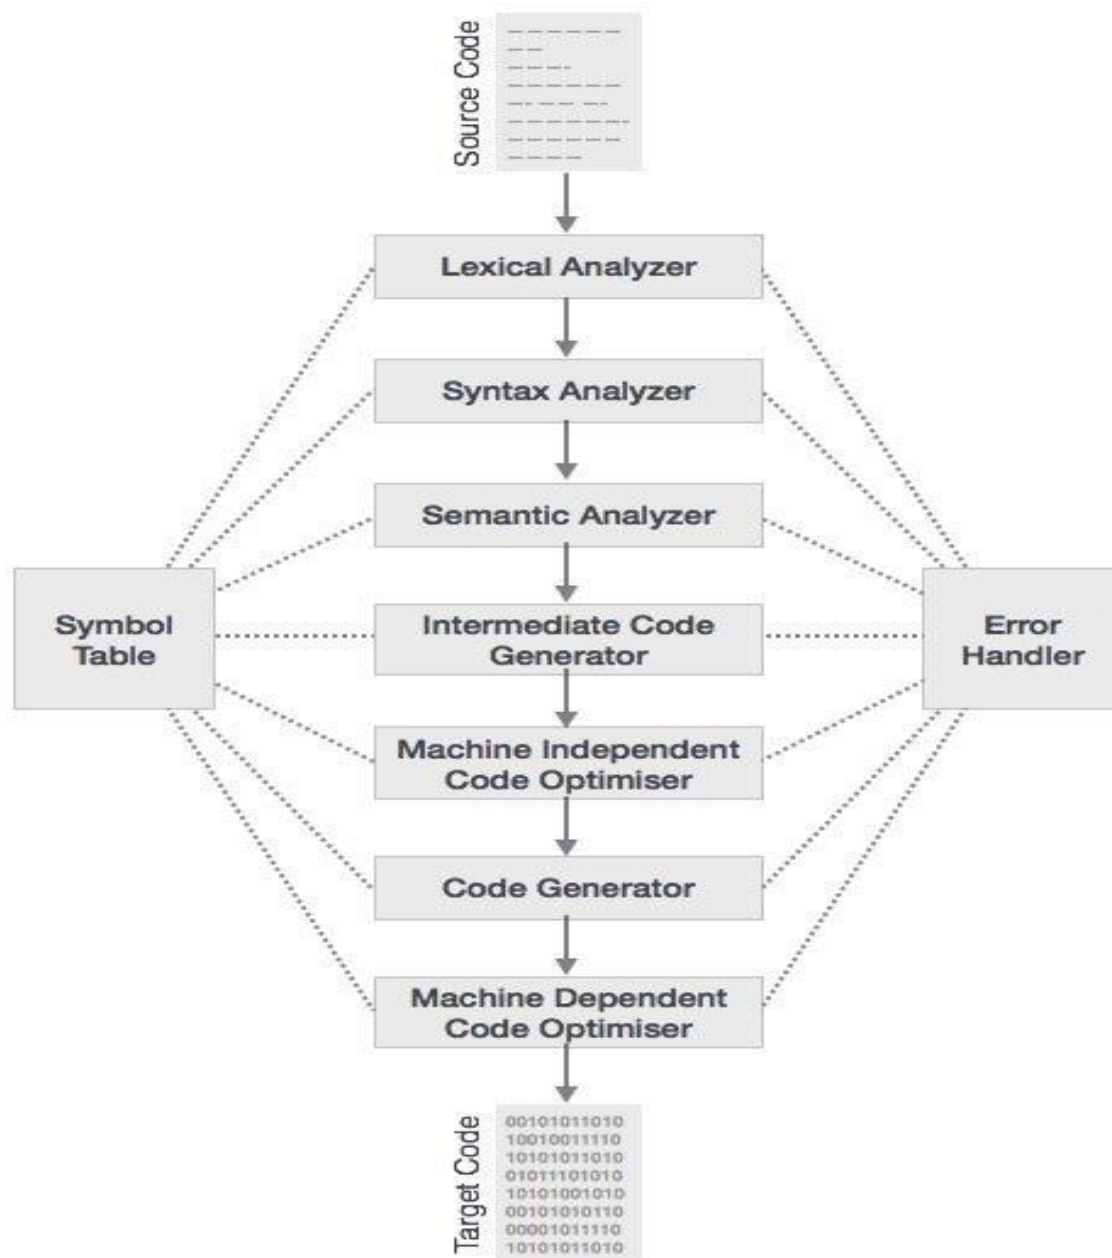 Source Code
Lexical Analyzer
Syntax Analyzer
Semantic Analyzer
Symbol
Table
Intermediate Code
Generator
Error
Handler
Machine Independent
Code Optimiser
Code Generator
Machine Dependent
Code Optimiser
Target Code
00101011010
10010011110
10101011010
01011101010
10101001010
00101010110
00001011110
10101011010